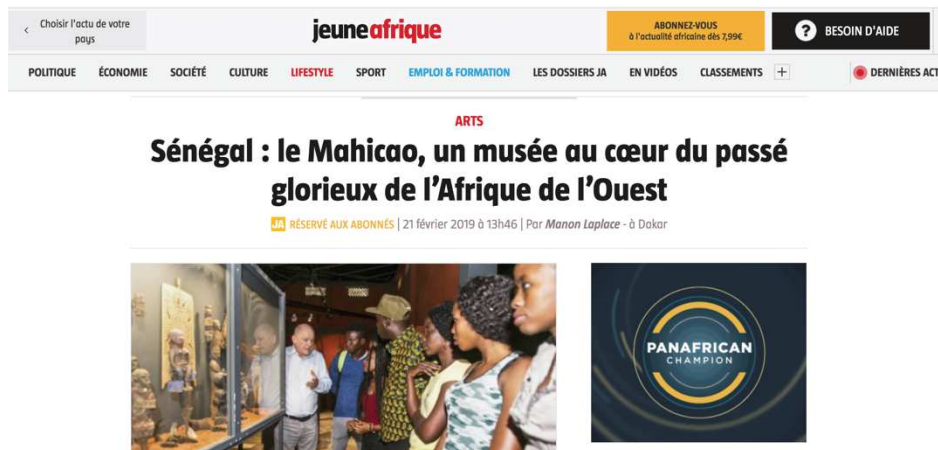 ‹ Choisir l'actu de votre
pays
jeuneafrique
ABONNEZ-VOUS
à l'actualité africaine dès 7,99€
? BESOIN D'AIDE
POLITIQUE ÉCONOMIE SOCIÉTÉ CULTURE LIFESTYLE SPORT EMPLOI & FORMATION LES DOSSIERS JA EN VIDÉOS CLASSEMENTS + DERNIÈRES ACT
ARTS
Sénégal : le Mahicao, un musée au cœur du passé
glorieux de l'Afrique de l'Ouest
JA RÉSERVÉ AUX ABONNÉS | 21 février 2019 à 13h46 | Par Manon Laplace - à Dakar
PANAFRICAN
CHAMPION